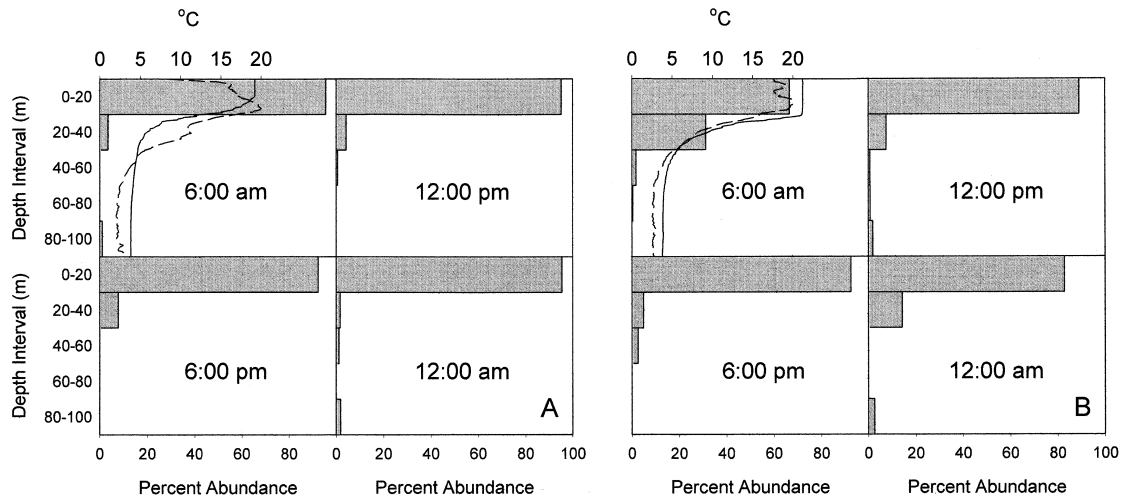 °C
°C
0 5 10 15 20
0 5 10 15 20
Depth Interval (m)
0-20
20-40
40-60
60-80
80-100
6:00 am
12:00 pm
6:00 am
12:00 pm
Depth Interval (m)
0-20
20-40
40-60
60-80
80-100
6:00 pm
12:00 am
A
6:00 pm
12:00 am
B
0 20 40 60 80 0 20 40 60 80 100
0 20 40 60 80 0 20 40 60 80 100
Percent Abundance
Percent Abundance
Percent Abundance
Percent Abundance